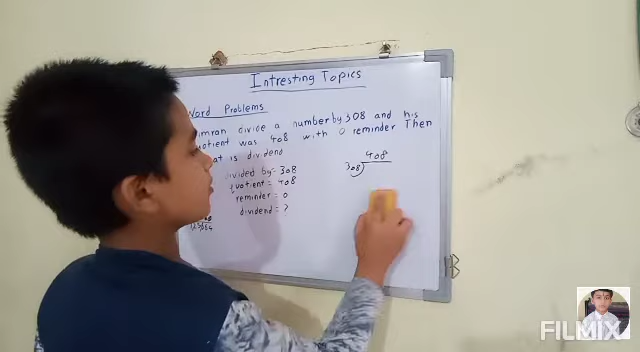 Intresting Topics
Word Problems
imran divide a number by 308 and his
quotient was 408 with 0 reminder Then
at is dividend
divided by = 308
quotient = 408
reminder = 0
dividend = ?
408
308)
FILMIX